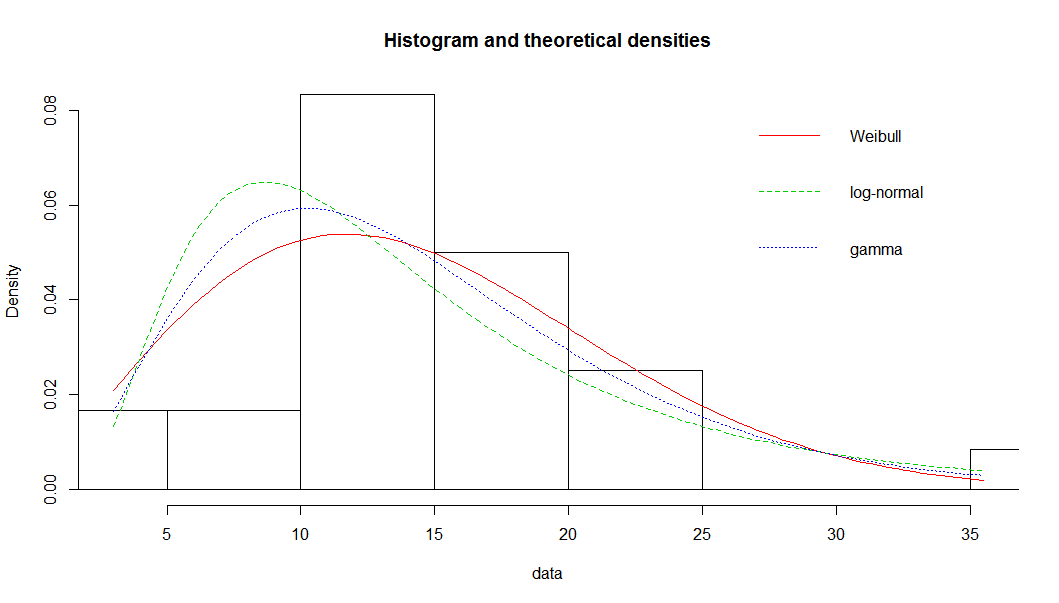 Histogram and theoretical densities
Density
0.00
0.02
0.04
0.06
0.08
Weibull
log-normal
gamma
5 10 15 20 25 30 35
data